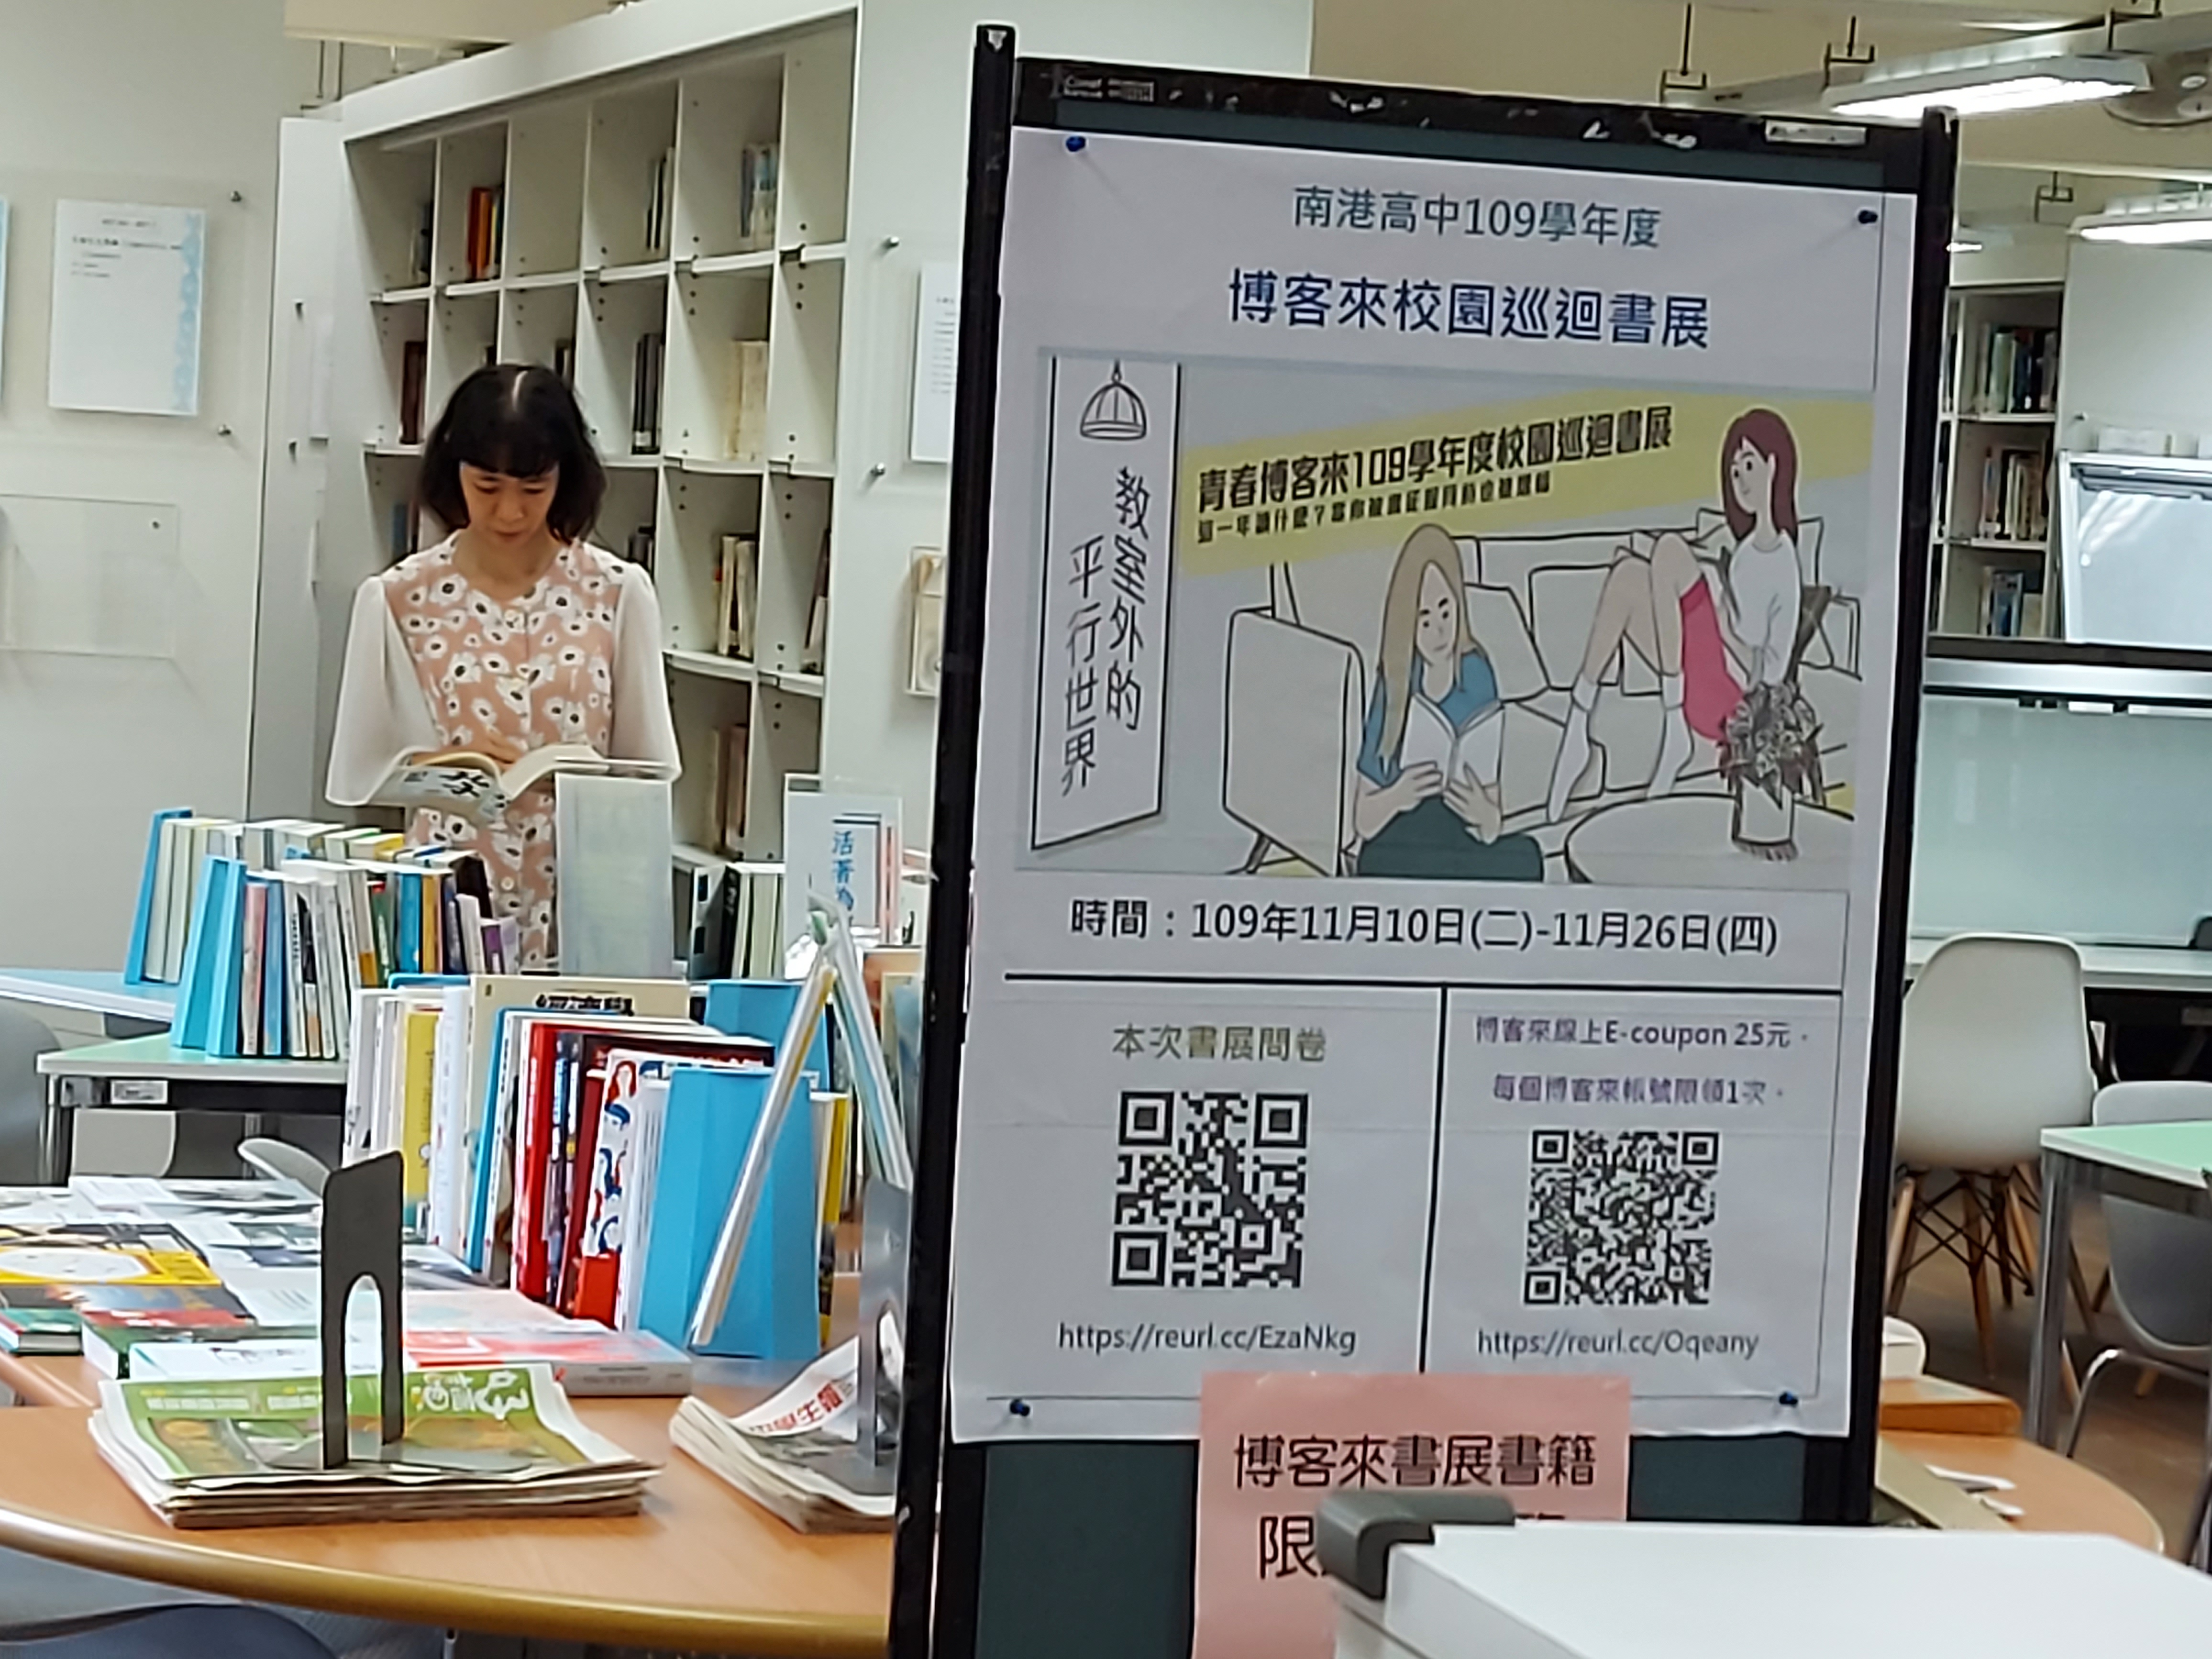 南港高中109學年度
博客來校園巡迴書展
教室外的
平行世界
青春博客來109學年度校園巡迴書展
時間：109年11月10日(二)-11月26日(四)
本次書展問卷
https://reurl.cc/EzaNkg
博客來線上E-coupon 25元。
每個博客來帳號限領1次。
https://reurl.cc/Oqeany
博客來書展書籍
限
活著為